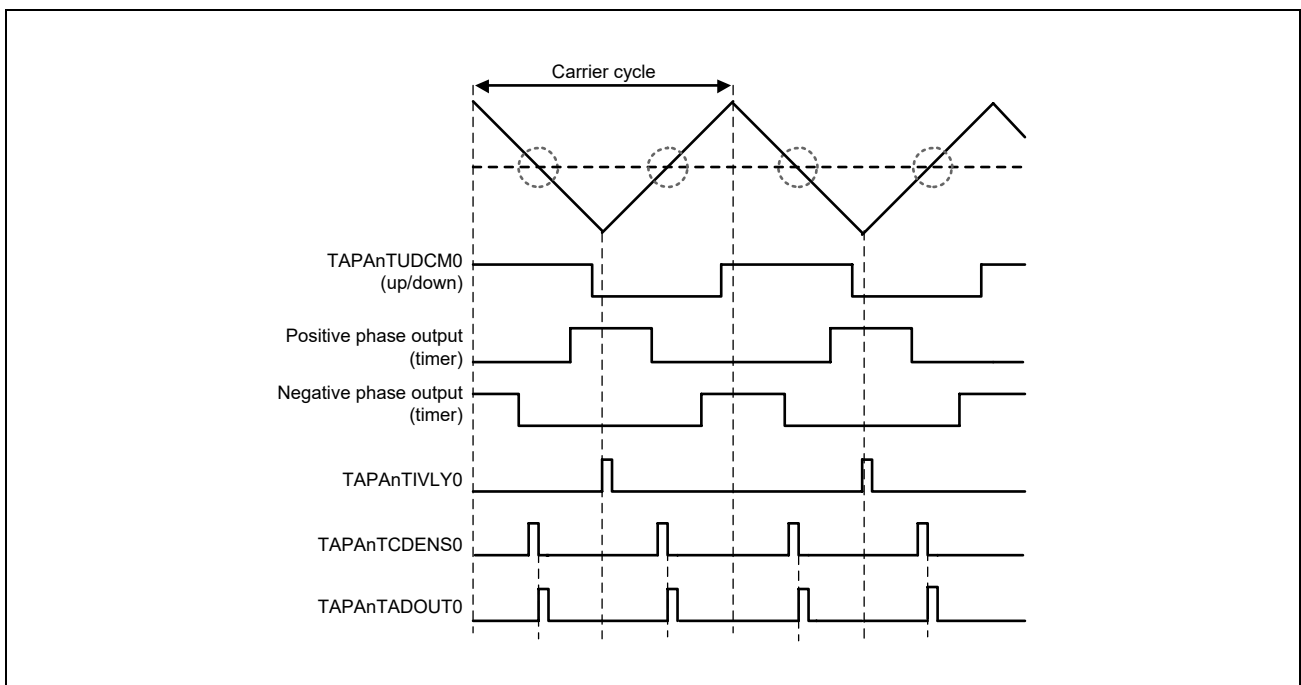 Carrier cycle
TAPAnTUDCM0
(up/down)
Positive phase output
(timer)
Negative phase output
(timer)
TAPAnTIVLY0
TAPAnTCDENS0
TAPAnTADOUT0